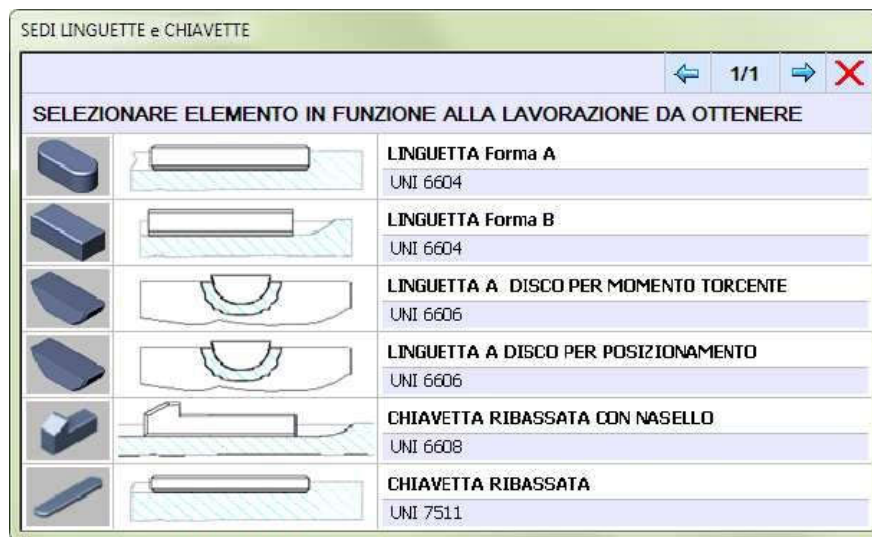 SEDI LINGUETTE e CHIAVETTE
1/1
SELEZIONARE ELEMENTO IN FUNZIONE ALLA LAVORAZIONE DA OTTENERE
LINGUETTA Forma A
UNI 6604
LINGUETTA Forma B
UNI 6604
LINGUETTA A DISCO PER MOMENTO TORCENTE
UNI 6606
LINGUETTA A DISCO PER POSIZIONAMENTO
UNI 6606
CHIAVETTA RIBASSATA CON NASELLO
UNI 6608
CHIAVETTA RIBASSATA
UNI 7511